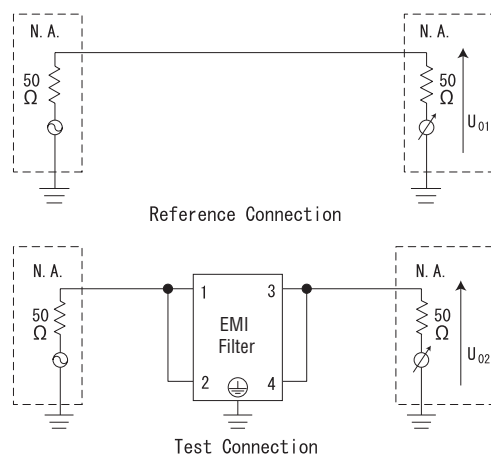 N. A.
N. A.
50
Ω
50
Ω
U01
Reference Connection
N. A.
N. A.
1
3
50
Ω
EMI
Filter
50
Ω
U02
2
4
Test Connection